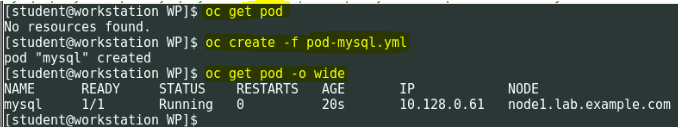 [student@workstation WP]$ oc get pod
No resources found.
[student@workstation WP]$ oc create -f pod-mysql.yml
pod "mysql" created
[student@workstation WP]$ oc get pod -o wide
NAME READY STATUS RESTARTS AGE IP NODE
mysql 1/1 Running 0 20s 10.128.0.61 node1.lab.example.com
[student@workstation WP]$